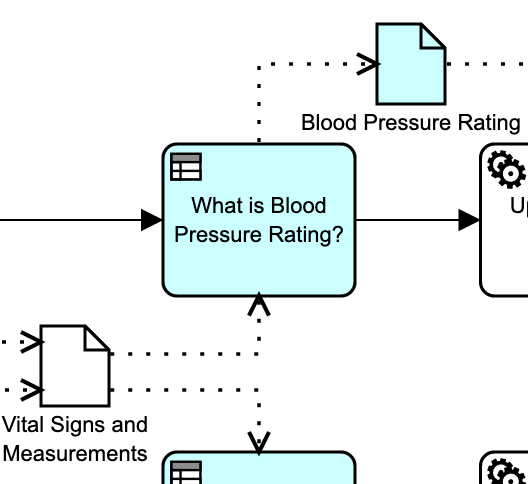 Blood Pressure Rating
What is Blood
Pressure Rating?
Vital Signs and
Measurements